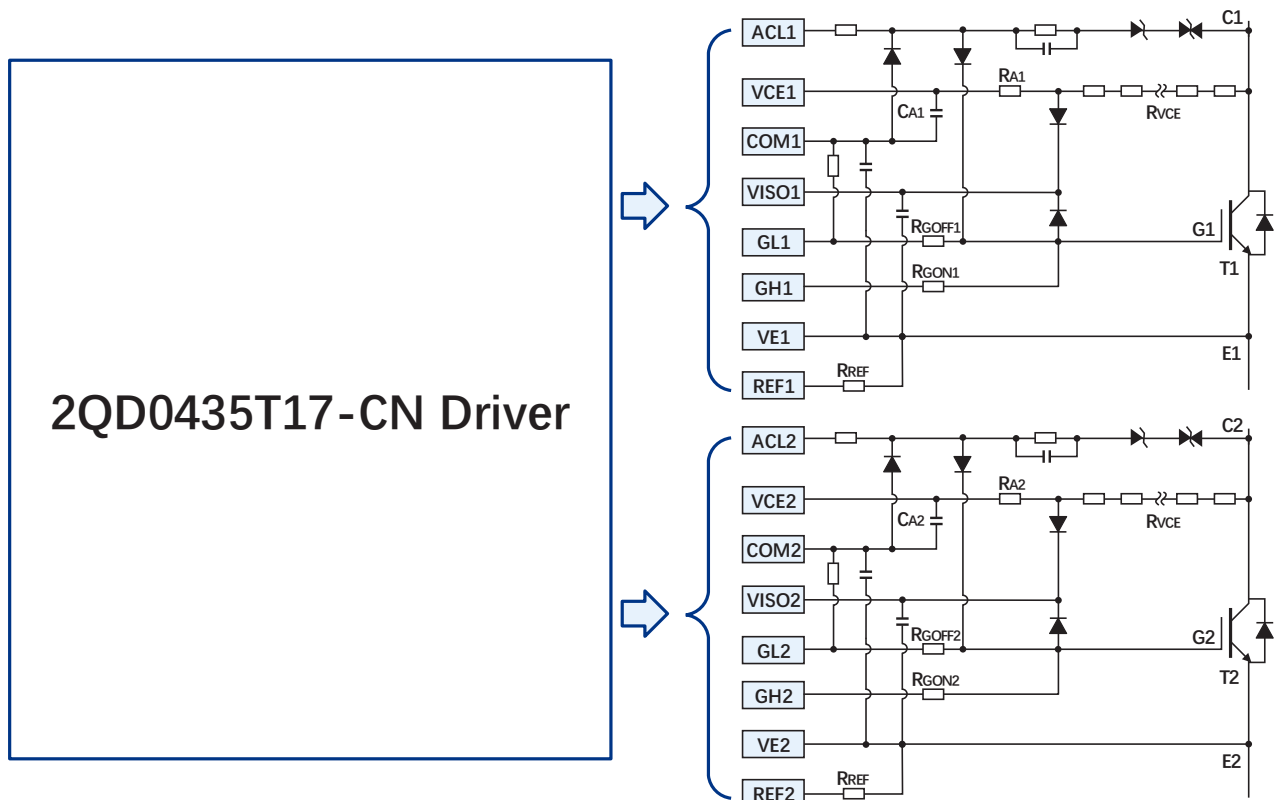 2QD0435T17-CN Driver
ACL1
C1
VCE1
RA1
CA1
RVCE
COM1
VISO1
RGOFF1
G1
GL1
RGON1
T1
GH1
VE1
E1
RREF
REF1
ACL2
C2
VCE2
RA2
CA2
RVCE
COM2
VISO2
RGOFF2
G2
GL2
RGON2
T2
GH2
VE2
E2
RREF
REF2